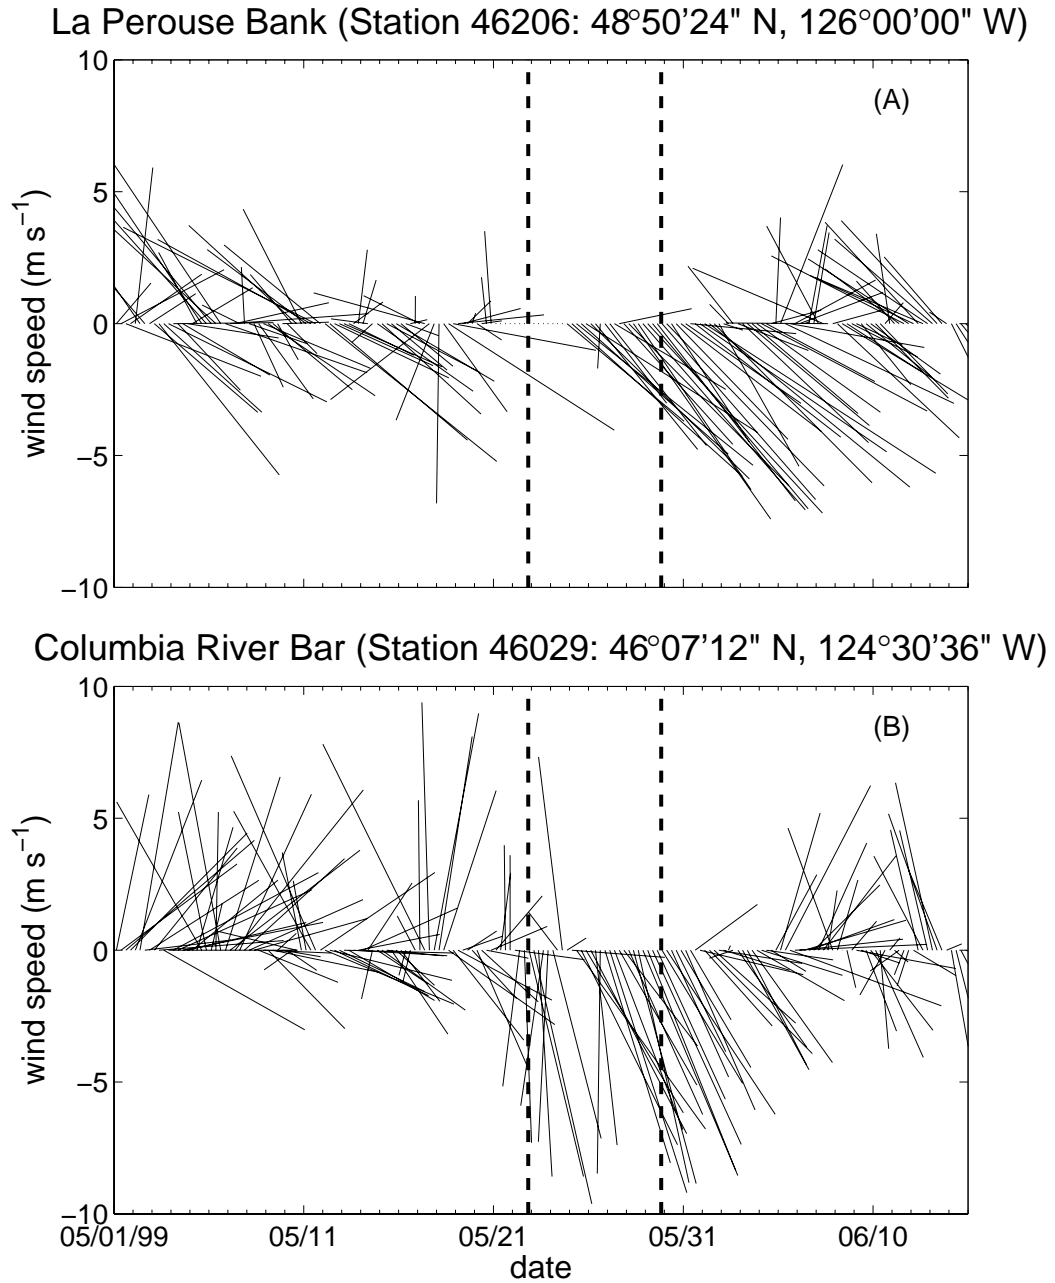 La Perouse Bank (Station 46206: 48°50'24" N, 126°00'00" W)
10
(A)
5
0
−5
−10
wind speed (m s−1)
Columbia River Bar (Station 46029: 46°07'12" N, 124°30'36" W)
10
(B)
5
0
−5
−10
wind speed (m s−1)
05/01/99 05/11 05/21 05/31 06/10
date